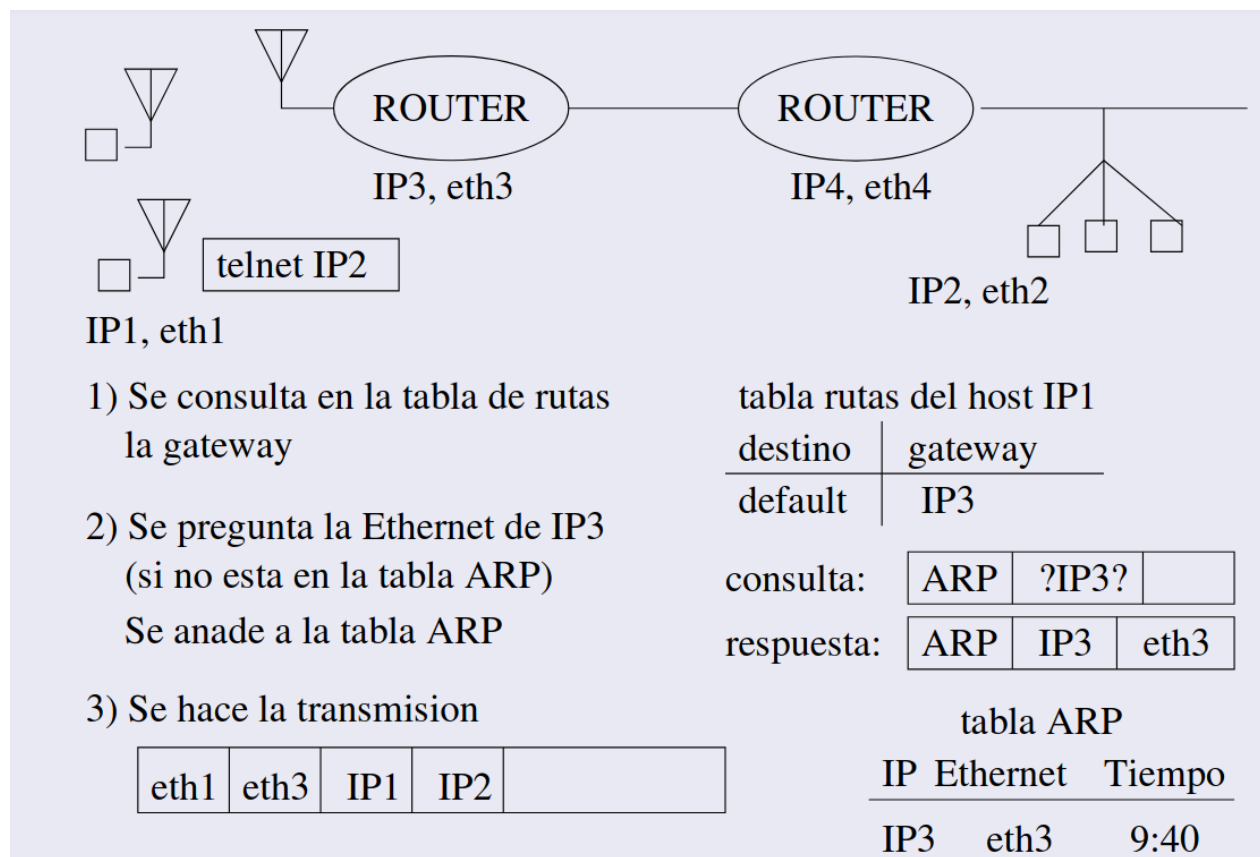 ROUTER
ROUTER
IP3, eth3
IP4, eth4
telnet IP2
IP2, eth2
IP1, eth1
1) Se consulta en la tabla de rutas
la gateway
2) Se pregunta la Ethernet de IP3
(si no esta en la tabla ARP)
Se anade a la tabla ARP
3) Se hace la transmision
eth1 eth3 IP1 IP2
tabla rutas del host IP1
destino gateway
default IP3
consulta: ARP ?IP3?
respuesta: ARP IP3 eth3
tabla ARP
IP Ethernet Tiempo
IP3 eth3 9:40